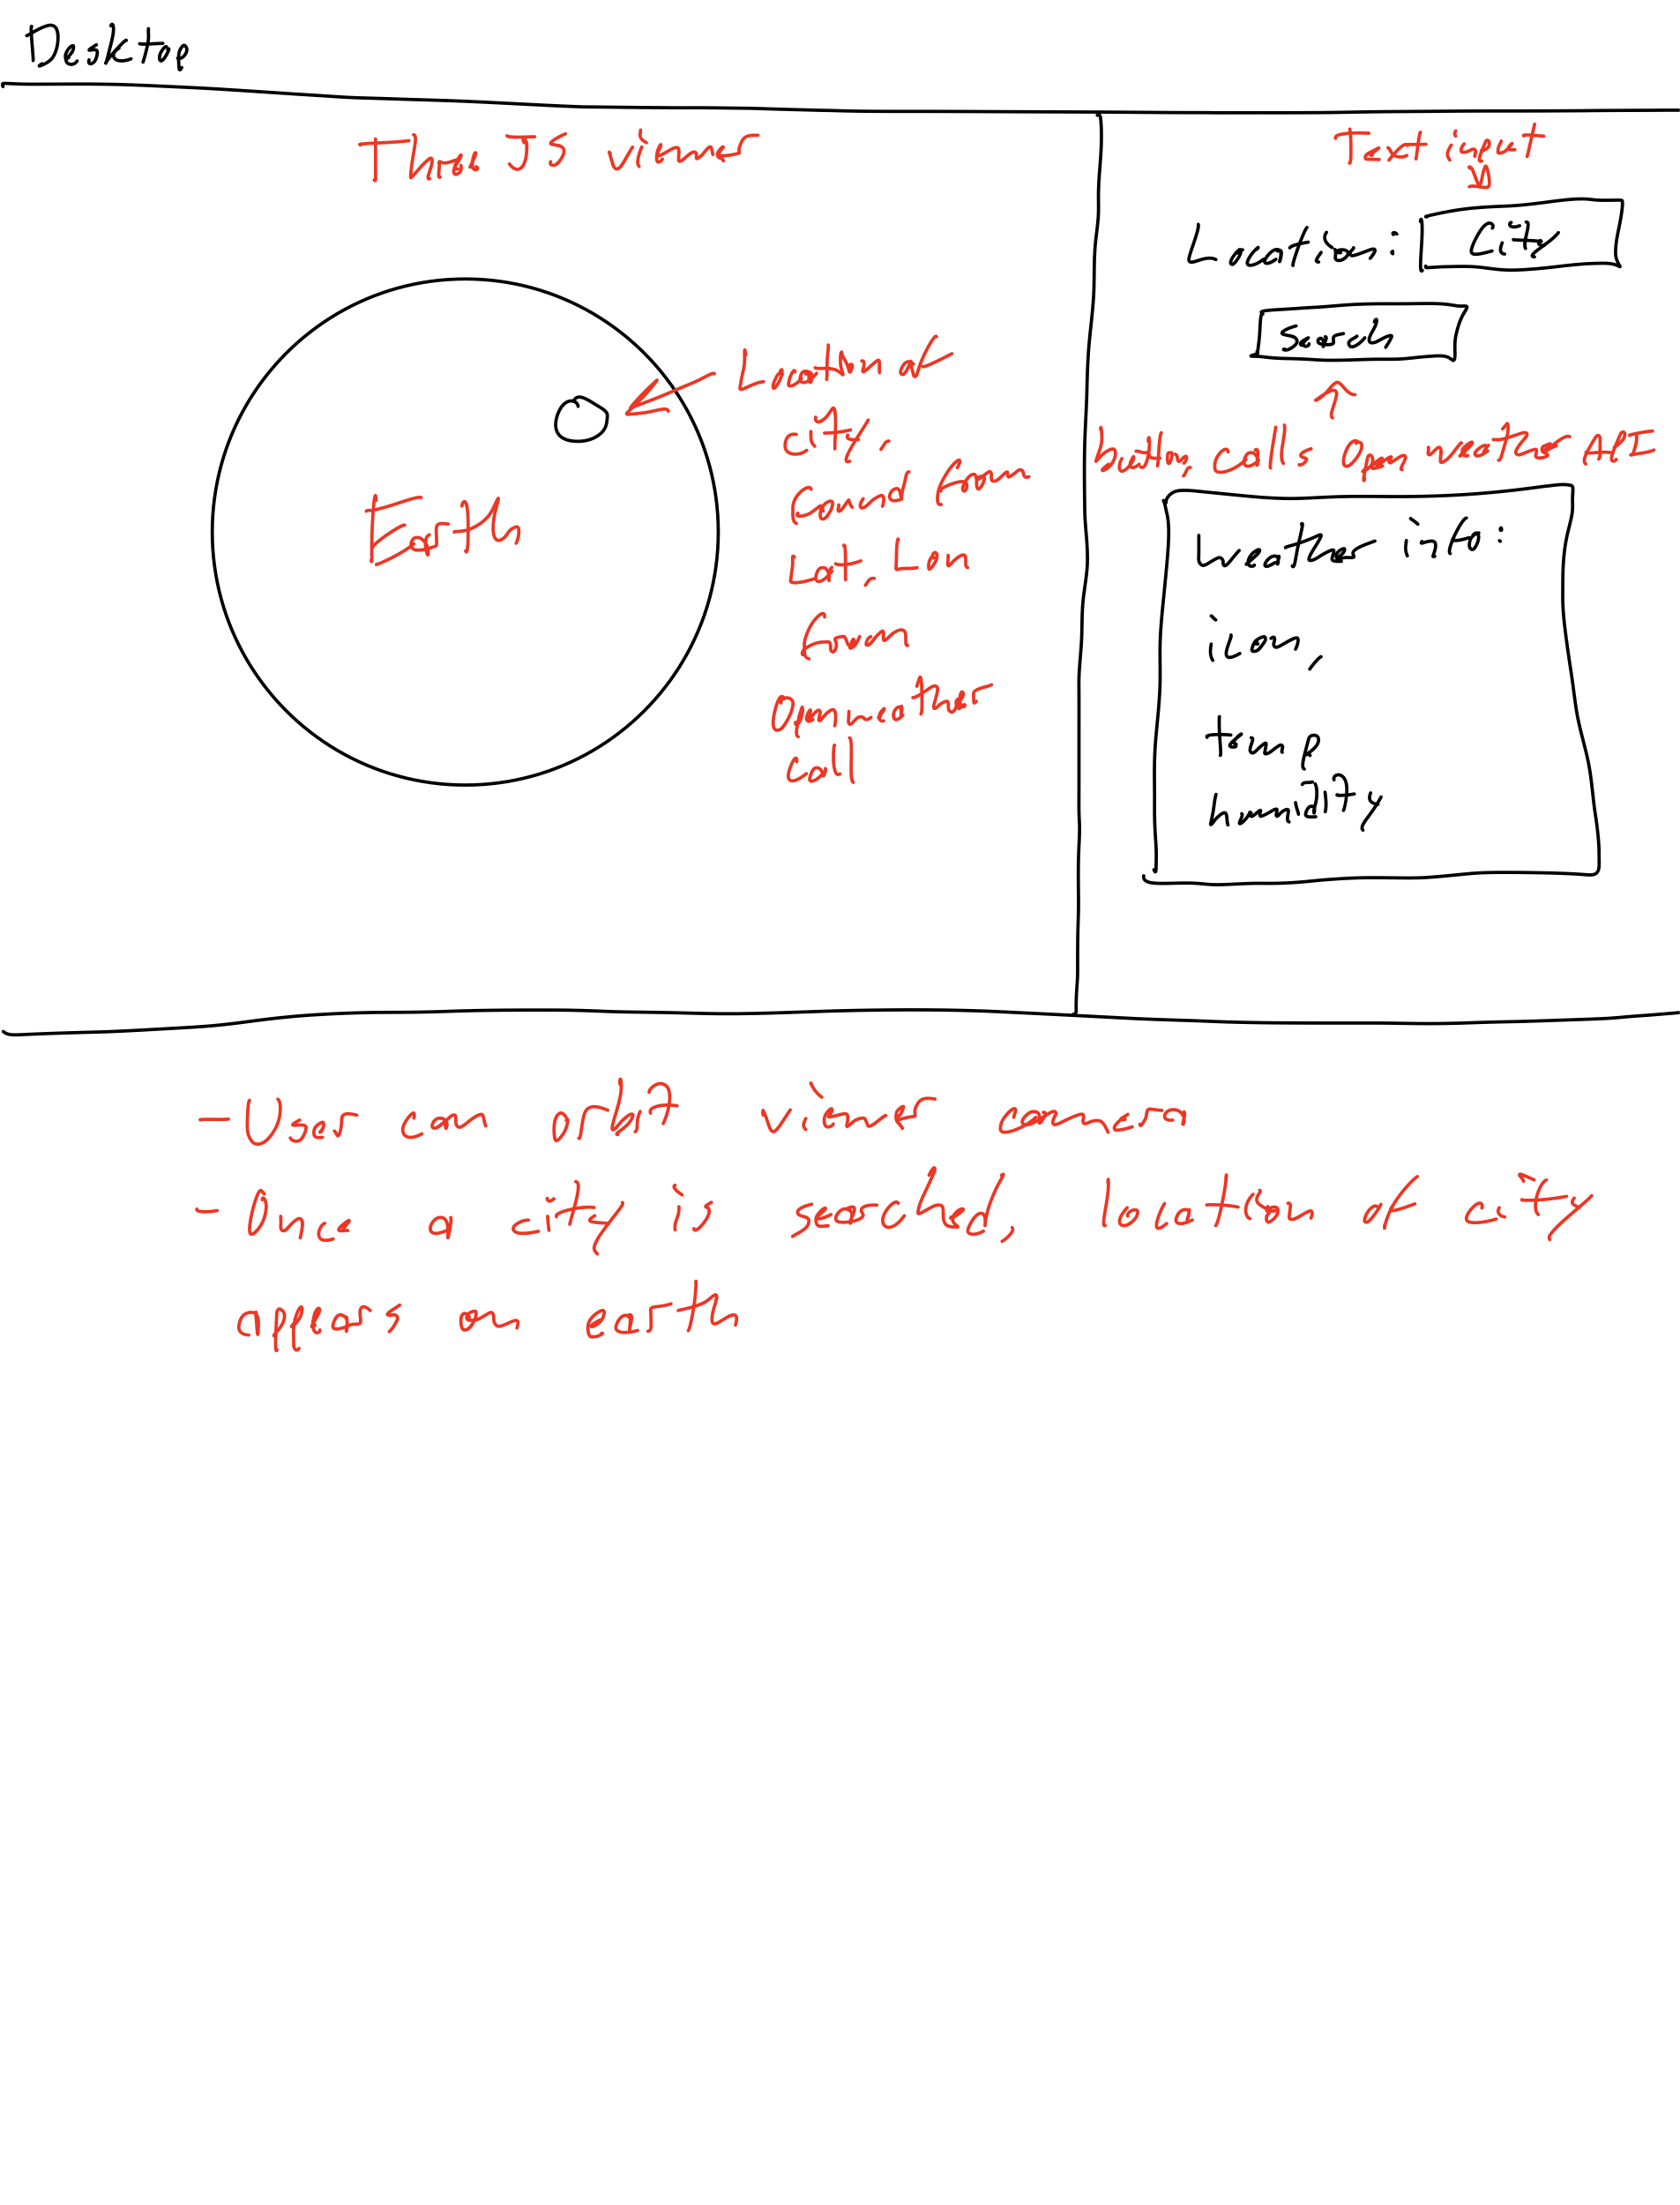 Desktop
Three JS viewer
Text input
Location: City
Search
button calls Openweather API
Location of
city,
found from
Lat, Lon
from
Openweather
call
Earth
Weather info:
icon,
temp
humidity
- User can orbit viewer camera
- Once a city is searched, location of city
appears on earth